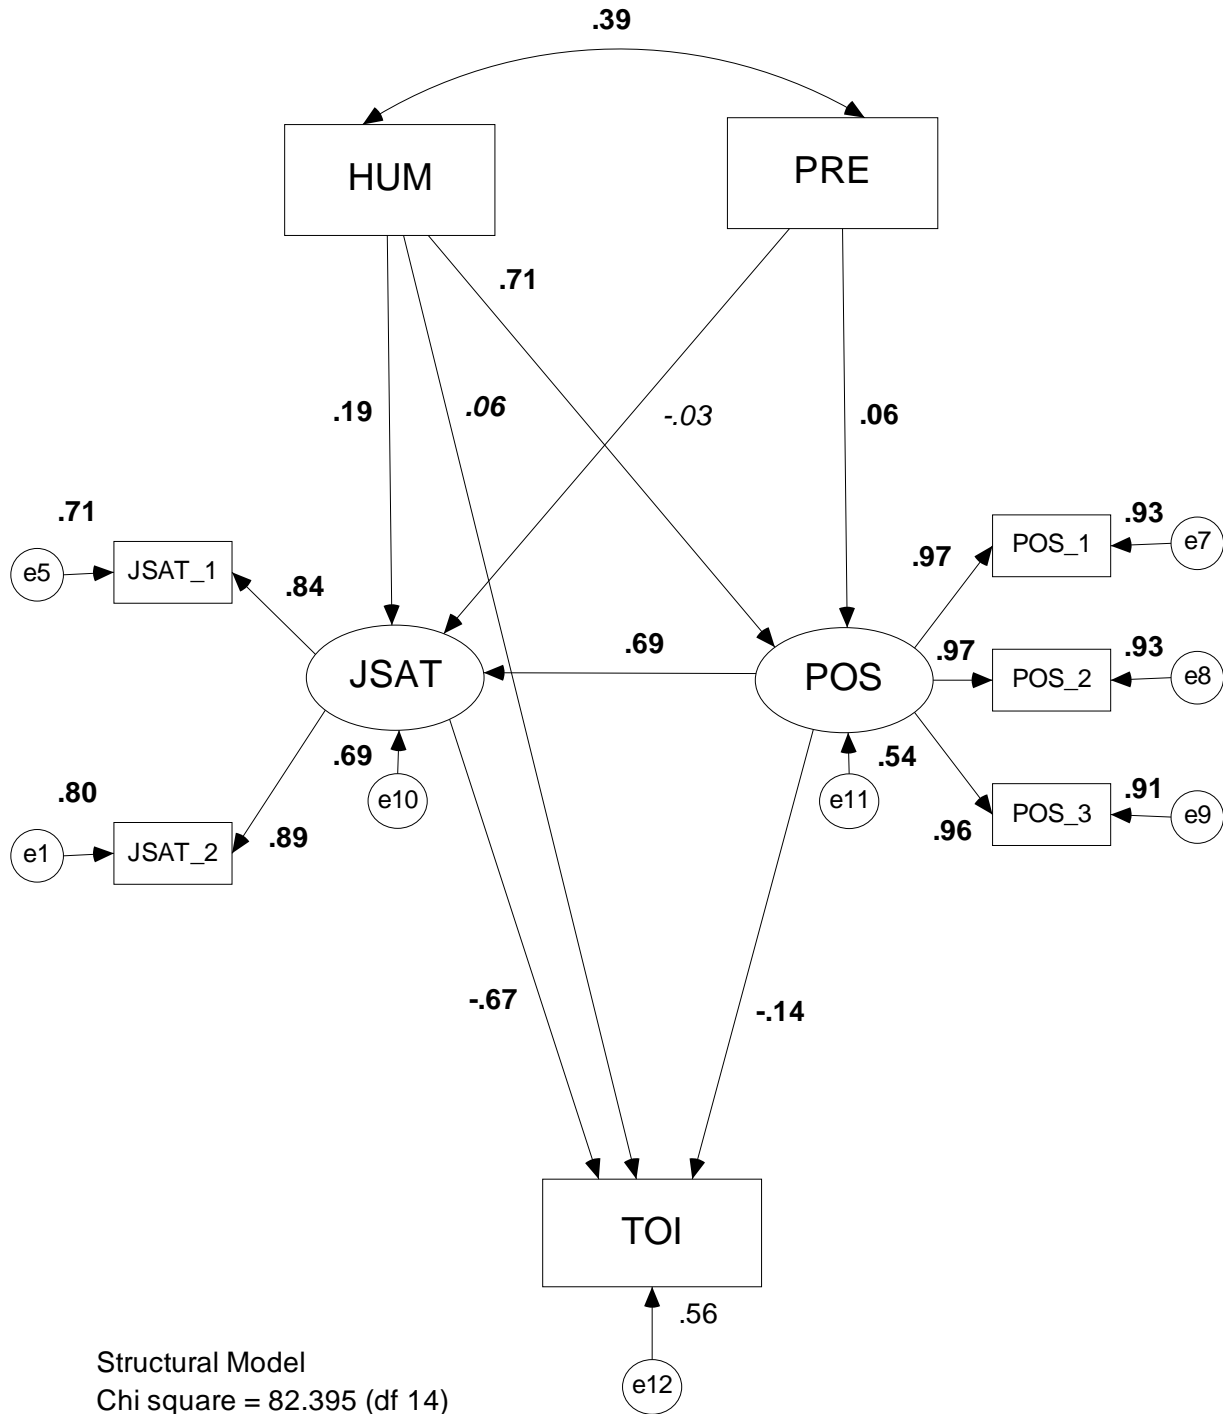 .39
HUM
PRE
.71
.19
.06
-.03
.06
.71
.93
e5
JSAT_1
.84
.97
POS_1
e7
JSAT
.69
POS
.97
POS_2
.93
e8
.69
e10
e11
.54
.80
e1
JSAT_2
.89
.96
POS_3
.91
e9
-.67
-.14
TOI
.56
e12
Structural Model
Chi square = 82.395 (df 14)